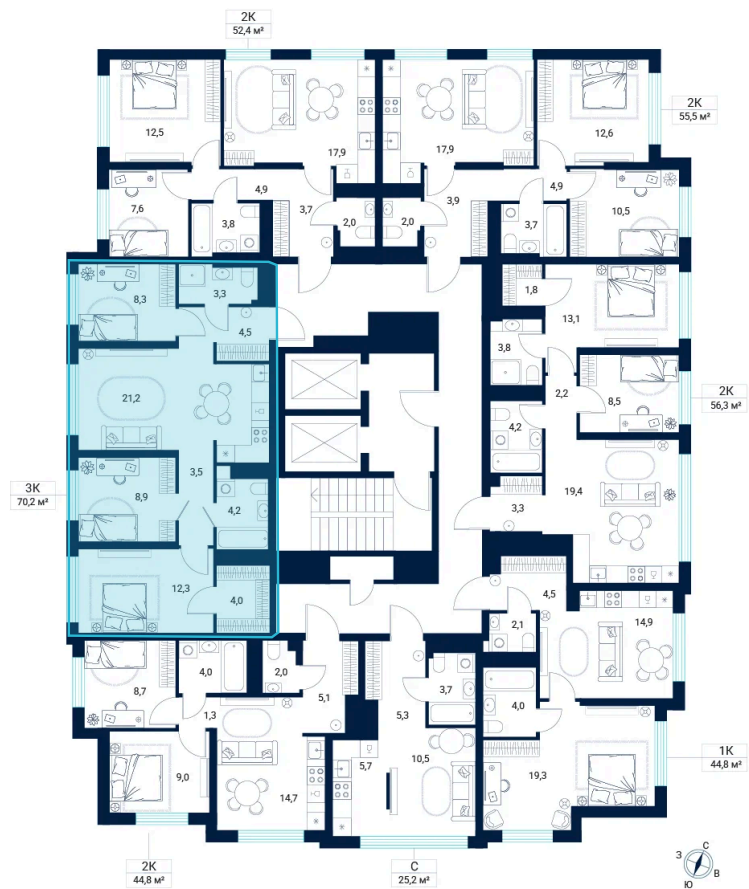 2К
52,4 м²
12,5
17,9
17,9
12,6
2К
55,5 м²
7,6
3,8
4,9
3,7
2,0
2,0
3,9
3,7
4,9
10,5
8,3
3,3
4,5
1,8
13,1
3,8
21,2
2,2
8,5
2К
56,3 м²
4,2
3К
70,2 м²
8,9
3,5
4,2
19,4
3,3
12,3
4,0
4,5
2,1
14,9
8,7
4,0
2,0
5,1
5,3
3,7
4,0
1,3
9,0
14,7
5,7
10,5
19,3
1К
44,8 м²
2К
44,8 м²
С
25,2 м²
С
З
В
Ю